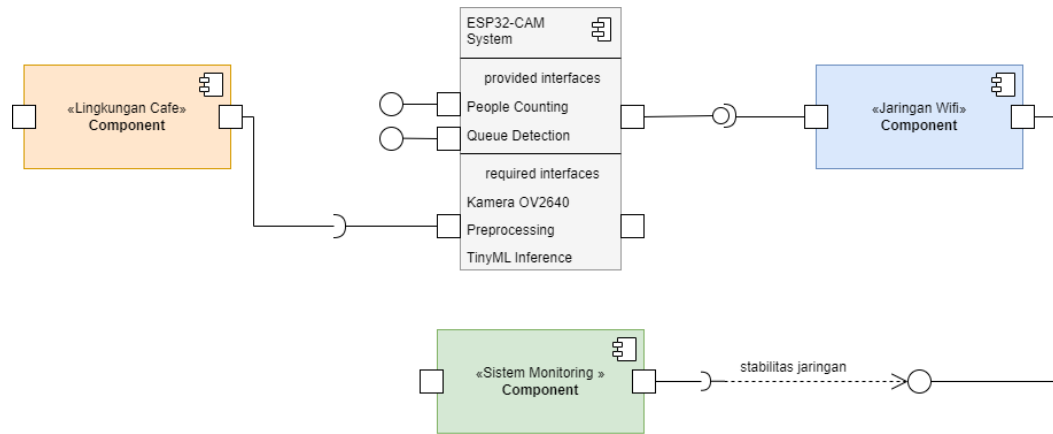 ESP32-CAM
System
provided interfaces
People Counting
Queue Detection
required interfaces
Kamera OV2640
Preprocessing
TinyML Inference
«Lingkungan Cafe»
Component
«Jaringan Wifi»
Component
«Sistem Monitoring »
Component
stabilitas jaringan